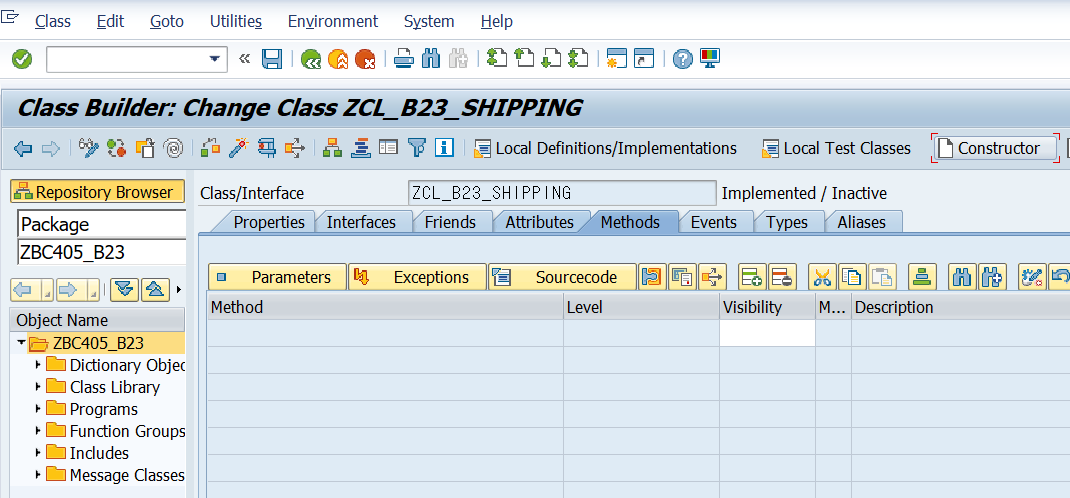 Class Edit Goto Utilities Environment System Help
Class Builder: Change Class ZCL_B23_SHIPPING
Local Definitions/Implementations Local Test Classes Constructor
Repository Browser
Class/Interface ZCL_B23_SHIPPING Implemented / Inactive
Package
Properties Interfaces Friends Attributes Methods Events Types Aliases
ZBC405_B23
Parameters Exceptions Sourcecode
Object Name
Method Level Visibility M... Description
ZBC405_B23
Dictionary Objec
Class Library
Programs
Function Groups
Includes
Message Classes